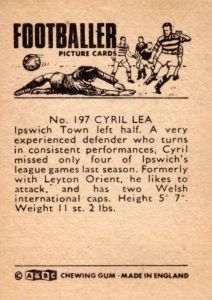 FOOTBALLER
PICTURE CARDS
No. 197 CYRIL LEA
Ipswich Town left half. A very
experienced defender who turns
in consistent performances, Cyril
missed only four of Ipswich's
league games last season. Formerly
with Leyton Orient, he likes to
attack, and has two Welsh
international caps. Height 5' 7".
Weight 11 st. 2 lbs.
© A&BC CHEWING GUM · MADE IN ENGLAND